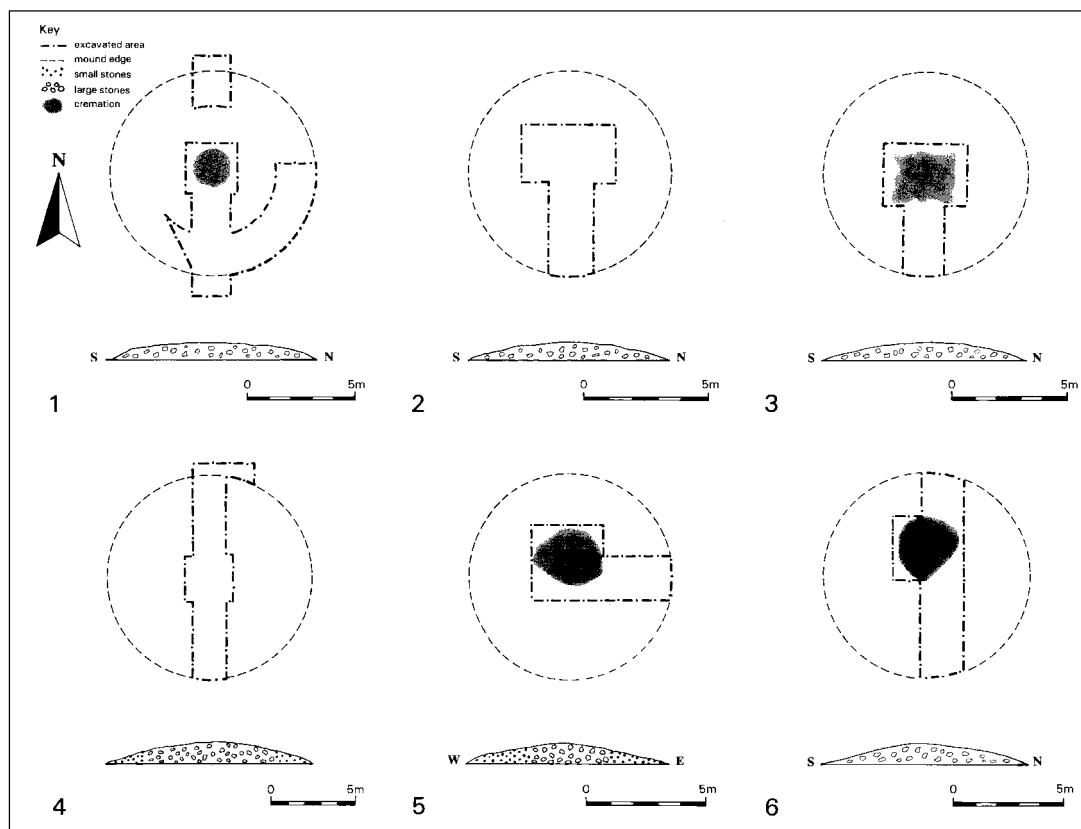 Key
excavated area
mound edge
small stones
large stones
cremation
N
S N
0 5m
1
S N
0 5m
2
S N
0 5m
3
0 5m
4
W E
0 5m
5
S N
0 5m
6